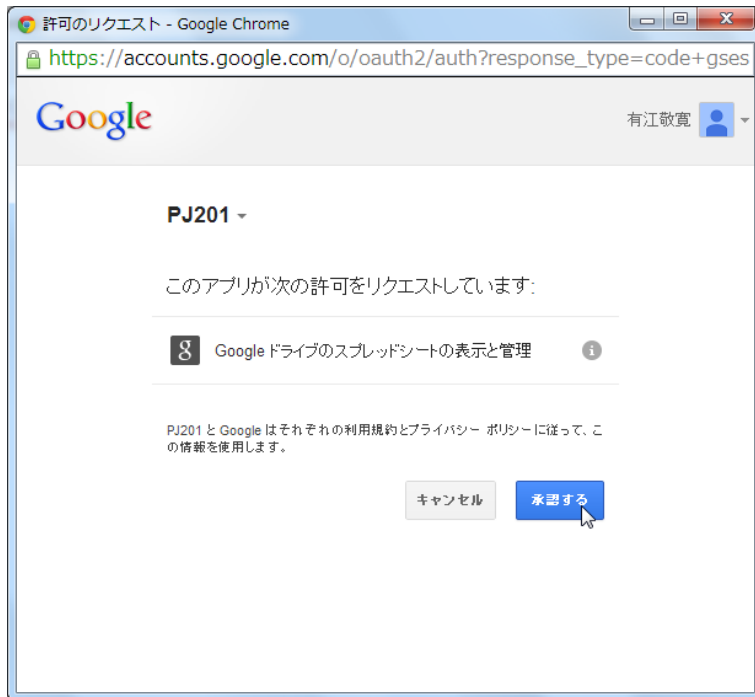 許可のリクエスト - Google Chrome
https://accounts.google.com/o/oauth2/auth?response_type=code+gses
Google
有江敬寛
PJ201
このアプリが次の許可をリクエストしています:
g Google ドライブのスプレッドシートの表示と管理 i
PJ201 と Google はそれぞれの利用規約とプライバシー ポリシーに従って、こ
の情報を使用します。
キャンセル 承認する